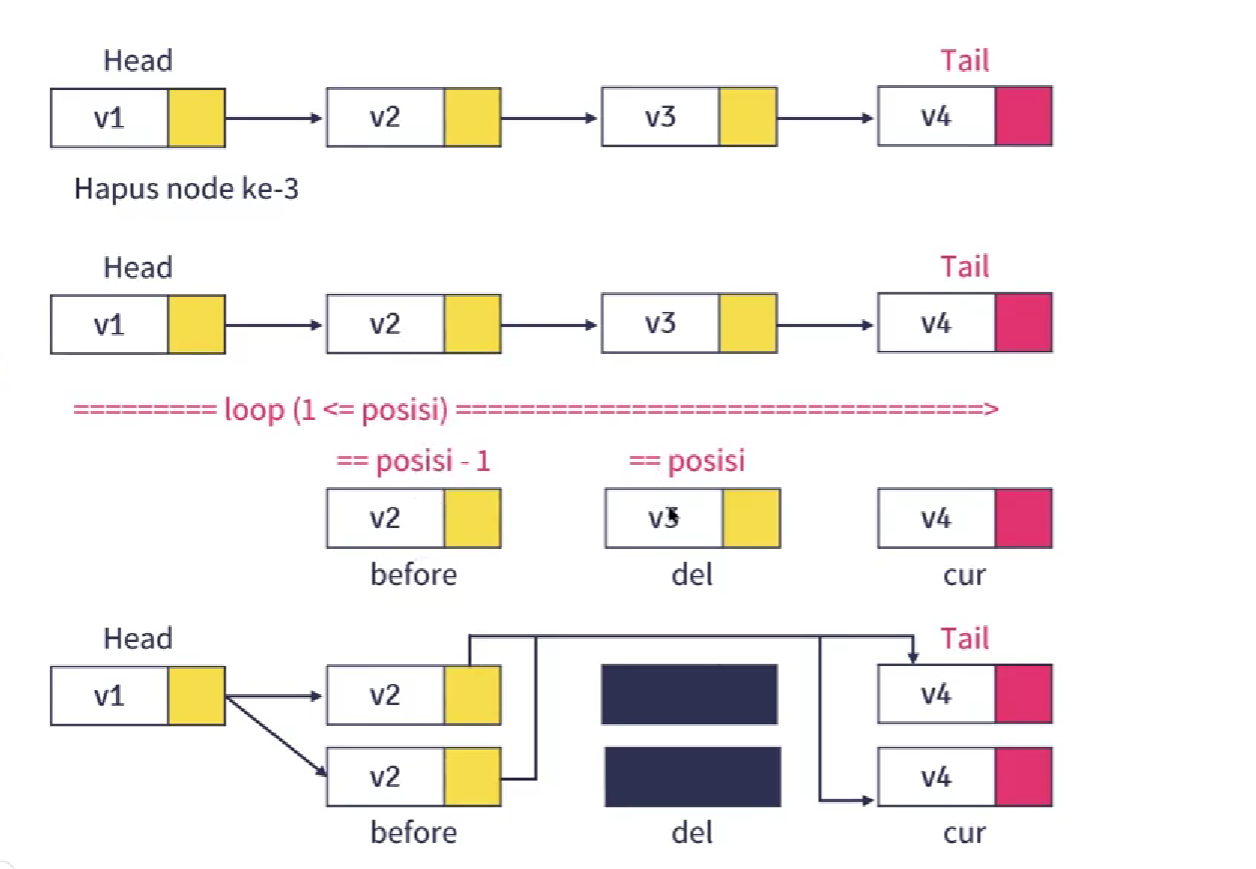 Head Tail
v1 v2 v3 v4
Hapus node ke-3
Head Tail
v1 v2 v3 v4
========= loop (1 <= posisi) =================================>
== posisi - 1 == posisi
v2 v3 v4
before del cur
Head Tail
v1 v2 v4
v2 v4
before del cur